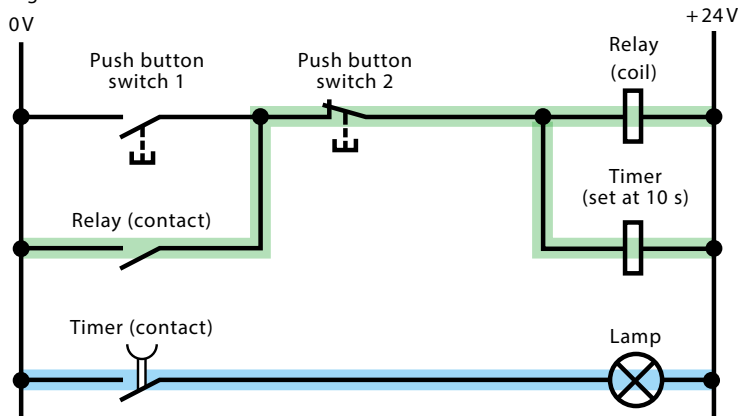 0V
+24V
Push button
switch 1
Push button
switch 2
Relay
(coil)
Timer
(set at 10 s)
Relay (contact)
Timer (contact)
Lamp